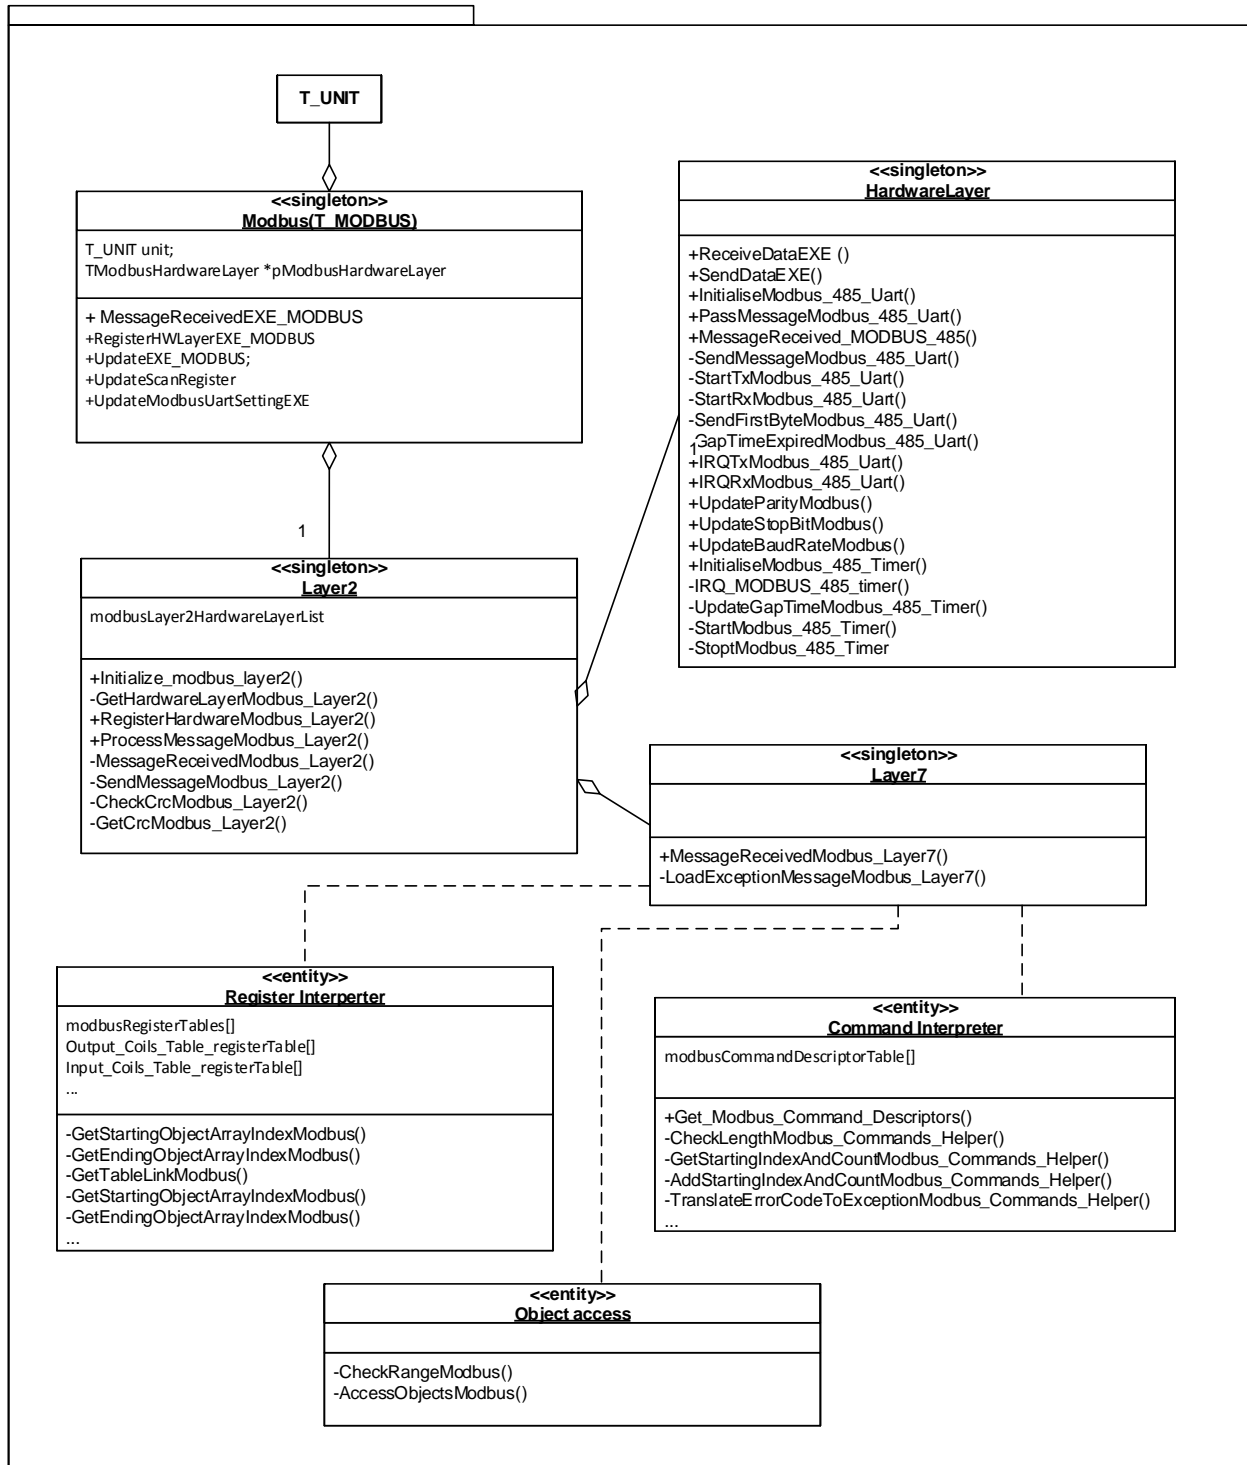 T_UNIT
<<singleton>>
Modbus(T_MODBUS)
T_UNIT unit;
TModbusHardwareLayer *pModbusHardwareLayer
+ MessageReceivedEXE_MODBUS
+RegisterHWLayerEXE_MODBUS
+UpdateEXE_MODBUS;
+UpdateScanRegister
+UpdateModbusUartSettingEXE
<<singleton>>
HardwareLayer
+ReceiveDataEXE ()
+SendDataEXE()
+InitialiseModbus_485_Uart()
+PassMessageModbus_485_Uart()
+MessageReceived_MODBUS_485()
-SendMessageModbus_485_Uart()
-StartTxModbus_485_Uart()
-StartRxModbus_485_Uart()
-SendFirstByteModbus_485_Uart()
-GapTimeExpiredModbus_485_Uart()
1
+IRQTxModbus_485_Uart()
+IRQRxModbus_485_Uart()
+UpdateParityModbus()
+UpdateStopBitModbus()
+UpdateBaudRateModbus()
+InitialiseModbus_485_Timer()
-IRQ_MODBUS_485_timer()
-UpdateGapTimeModbus_485_Timer()
-StartModbus_485_Timer()
-StoptModbus_485_Timer
1
<<singleton>>
Layer2
modbusLayer2HardwareLayerList
+Initialize_modbus_layer2()
-GetHardwareLayerModbus_Layer2()
+RegisterHardwareModbus_Layer2()
+ProcessMessageModbus_Layer2()
-MessageReceivedModbus_Layer2()
-SendMessageModbus_Layer2()
-CheckCrcModbus_Layer2()
-GetCrcModbus_Layer2()
<<singleton>>
Layer7
+MessageReceivedModbus_Layer7()
-LoadExceptionMessageModbus_Layer7()
<<entity>>
Register Interperter
modbusRegisterTables[]
Output_Coils_Table_registerTable[]
Input_Coils_Table_registerTable[]
...
-GetStartingObjectArrayIndexModbus()
-GetEndingObjectArrayIndexModbus()
-GetTableLinkModbus()
-GetStartingObjectArrayIndexModbus()
-GetEndingObjectArrayIndexModbus()
...
<<entity>>
Command Interpreter
modbusCommandDescriptorTable[]
+Get_Modbus_Command_Descriptors()
-CheckLengthModbus_Commands_Helper()
-GetStartingIndexAndCountModbus_Commands_Helper()
-AddStartingIndexAndCountModbus_Commands_Helper()
-TranslateErrorCodeToExceptionModbus_Commands_Helper()
...
<<entity>>
Object access
-CheckRangeModbus()
-AccessObjectsModbus()